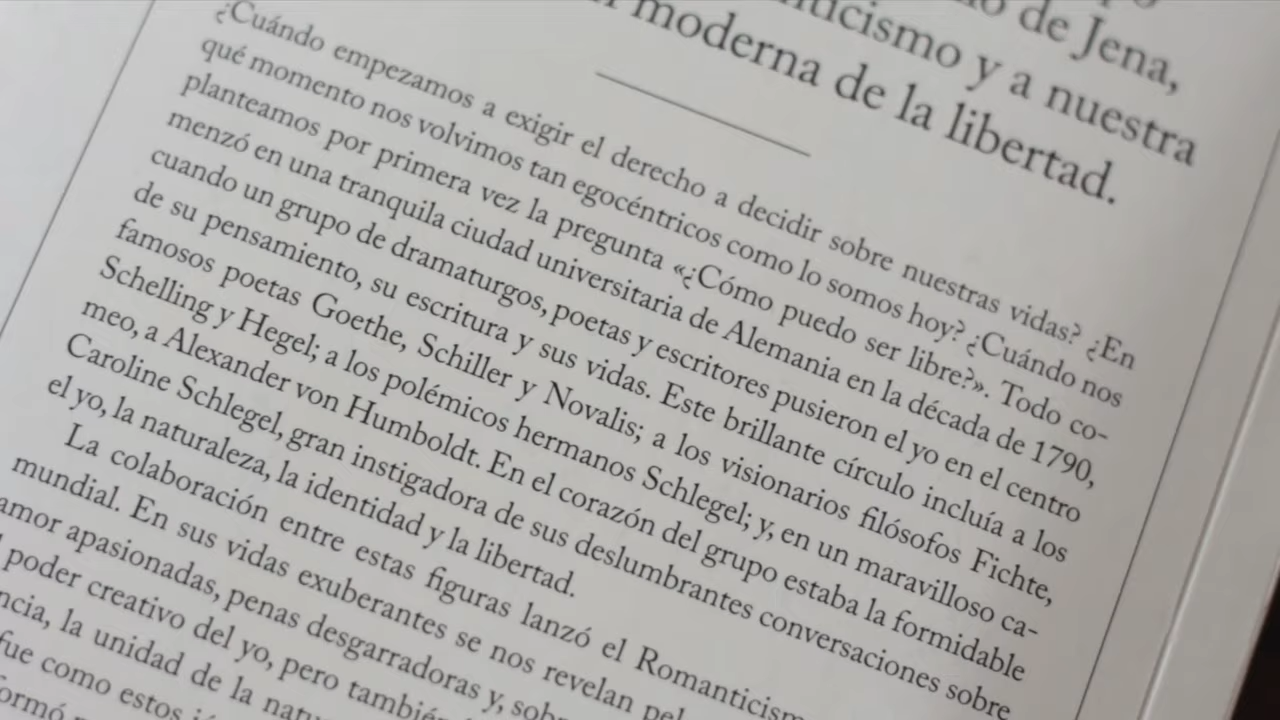 de Jena,
y a nuestra
moderna de la libertad.
¿Cuándo empezamos a exigir el derecho a decidir sobre nuestras vidas? ¿En
qué momento nos volvimos tan egocéntricos como lo somos hoy? ¿Cuándo nos
planteamos por primera vez la pregunta «¿Cómo puedo ser libre?». Todo co-
menzó en una tranquila ciudad universitaria de Alemania en la década de 1790,
cuando un grupo de dramaturgos, poetas y escritores pusieron el yo en el centro
de su pensamiento, su escritura y sus vidas. Este brillante círculo incluía a los
famosos poetas Goethe, Schiller y Novalis; a los visionarios filósofos Fichte,
Schelling y Hegel; a los polémicos hermanos Schlegel; y, en un maravilloso ca-
meo, a Alexander von Humboldt. En el corazón del grupo estaba la formidable
Caroline Schlegel, gran instigadora de sus deslumbrantes conversaciones sobre
el yo, la naturaleza, la identidad y la libertad.
La colaboración entre estas figuras lanzó el
mundial. En sus vidas exuberantes se nos revelan
amor apasionadas, penas desgarradoras y,
poder creativo del yo, pero
la unidad de la
fue como estos